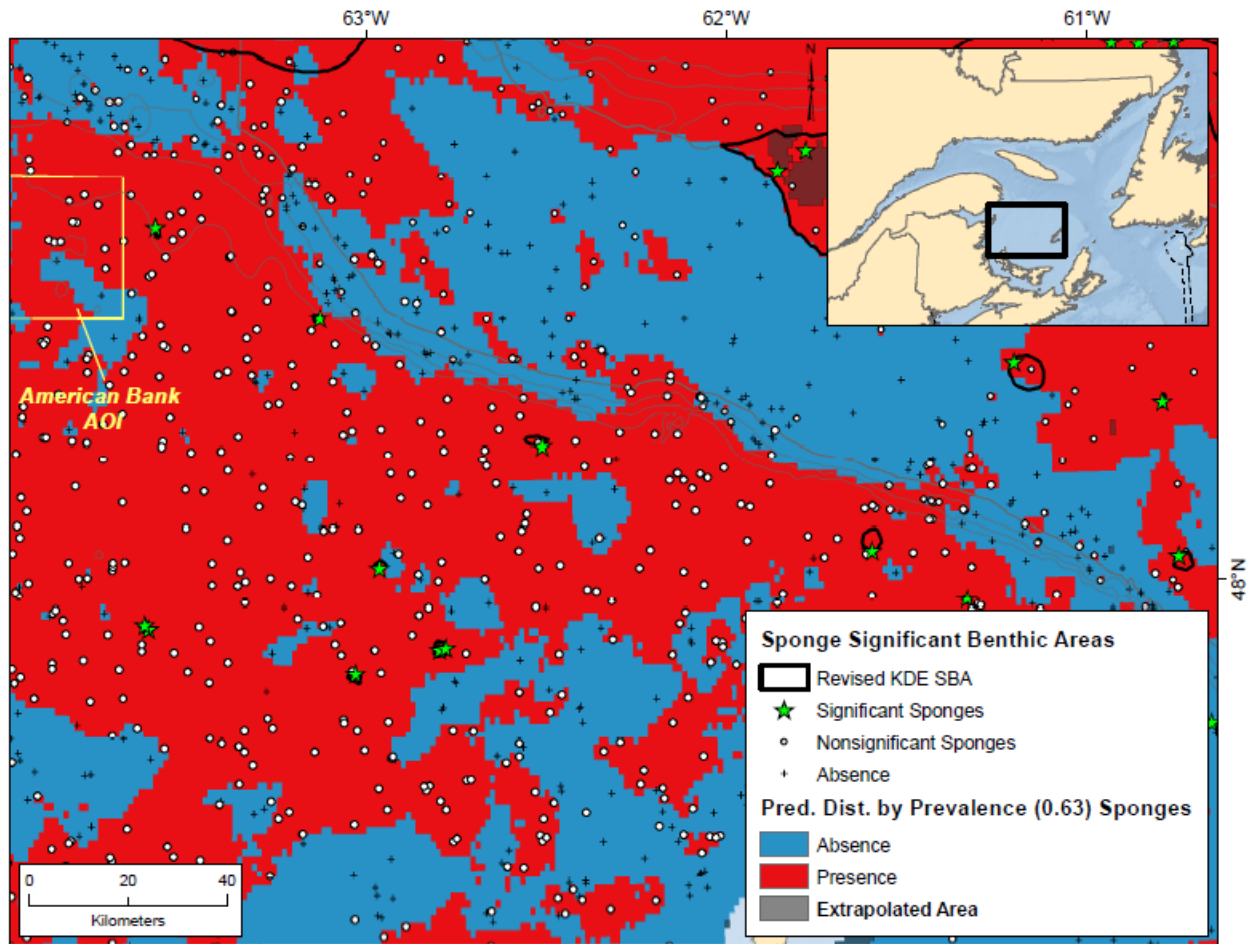 63°W
62°W
61°W
N
American Bank
AOI
48°N
Sponge Significant Benthic Areas
Revised KDE SBA
Significant Sponges
Nonsignificant Sponges
Absence
Pred. Dist. by Prevalence (0.63) Sponges
Absence
Presence
Extrapolated Area
0 20 40
Kilometers